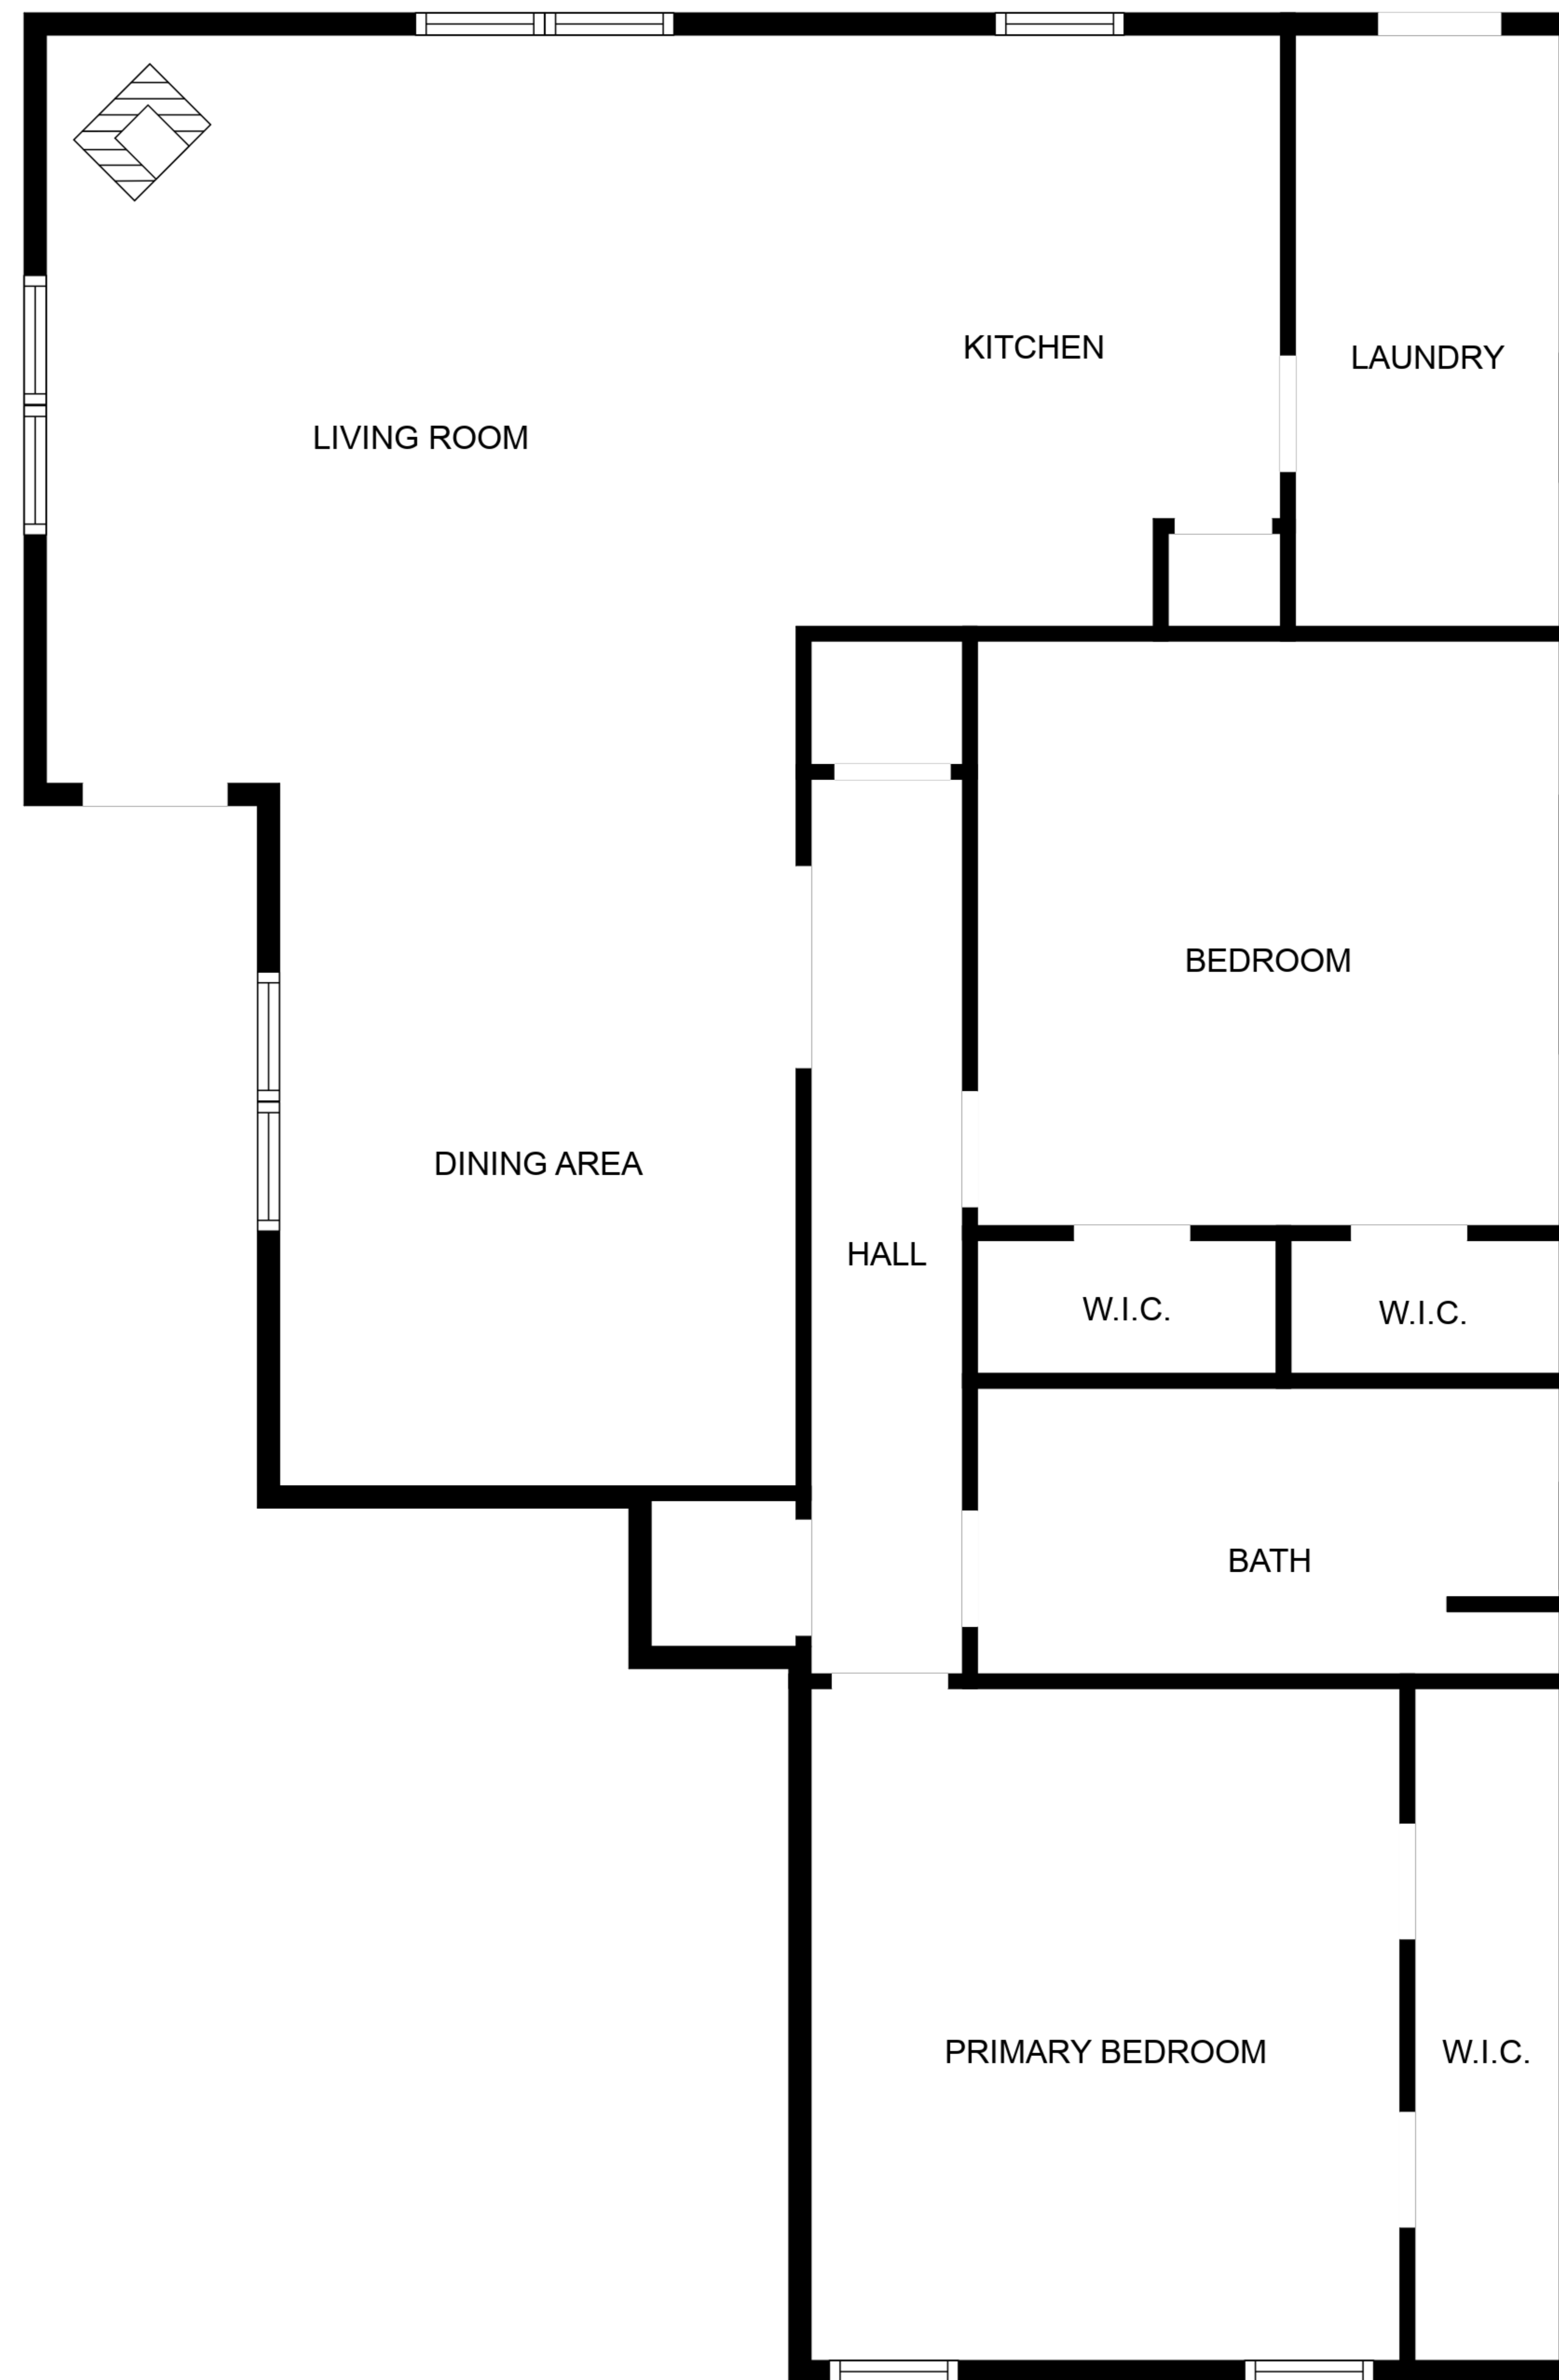 KITCHEN
LAUNDRY
LIVING ROOM
BEDROOM
DINING AREA
HALL
W.I.C.
W.I.C.
BATH
PRIMARY BEDROOM
W.I.C.